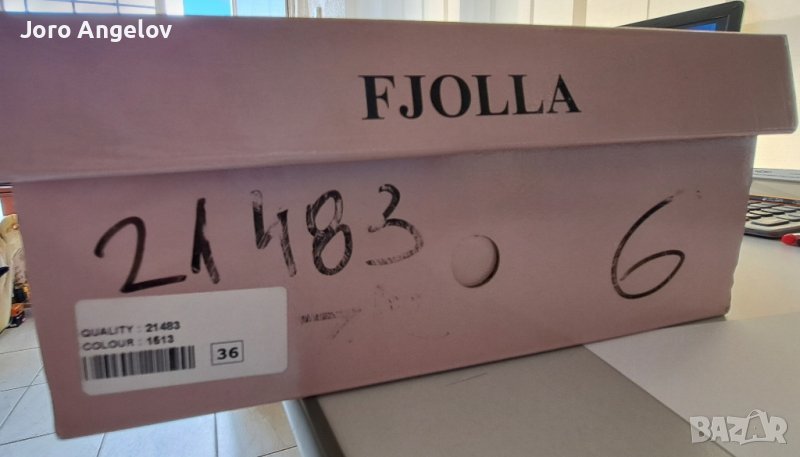 Joro Angelov
FJOLLA
21483 6
QUALITY : 21483
COLOUR : 1513
36
BAZAR